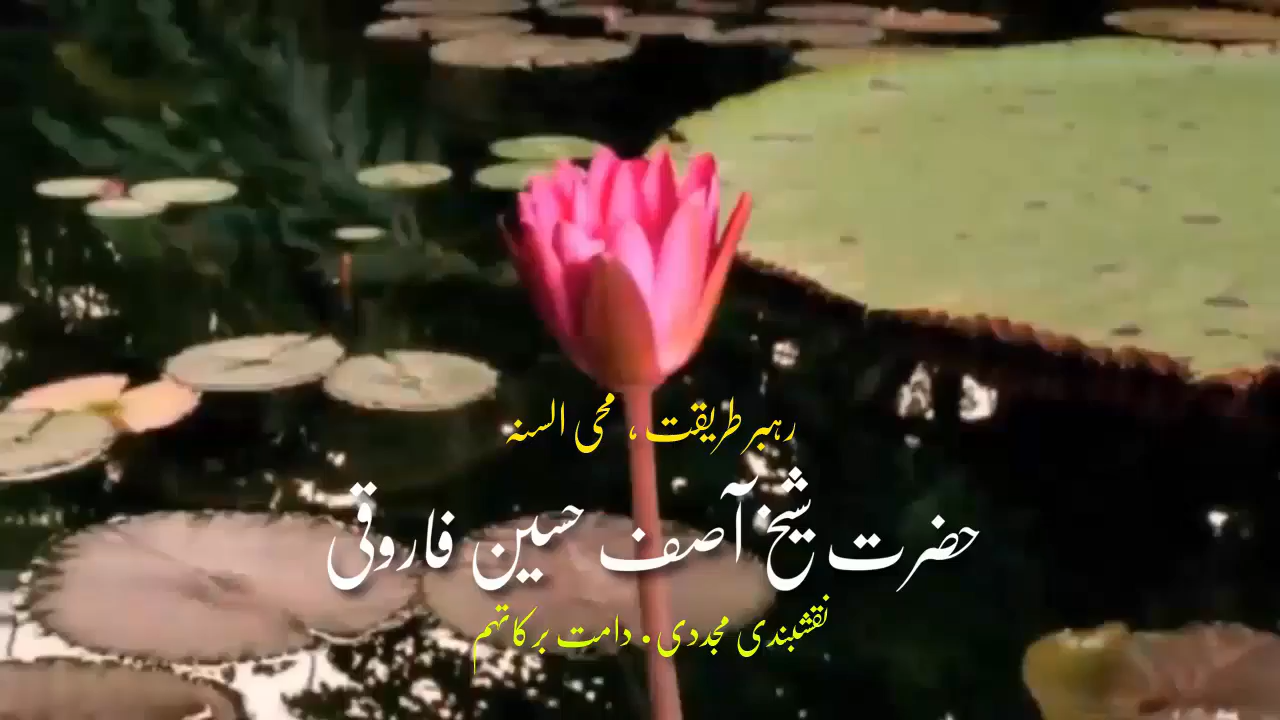 رہبر طریقت، محی السنہ
حضرت شیخ آصف حسین فاروقی
نقشبندی مجددی۔ دامت برکاتہم